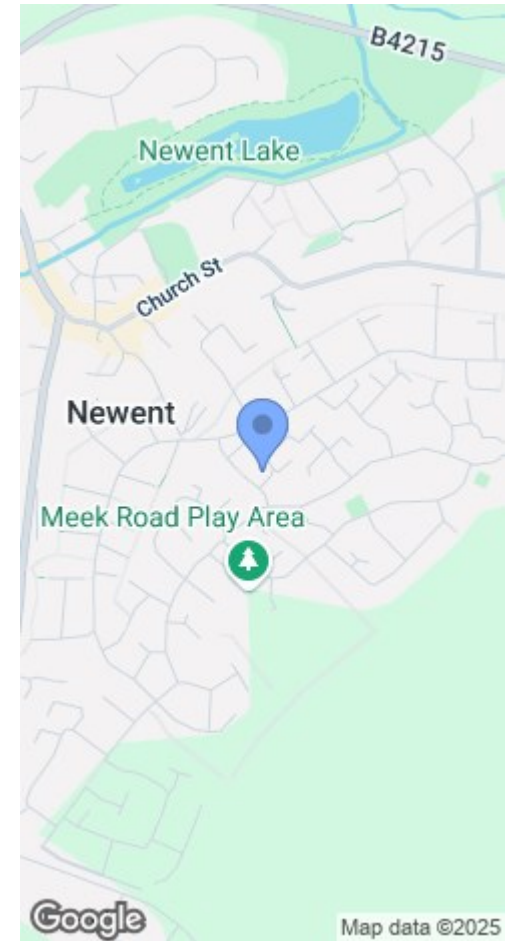 B4215
Newent Lake
Church St
Newent
Meek Road Play Area
Google
Map data ©2025